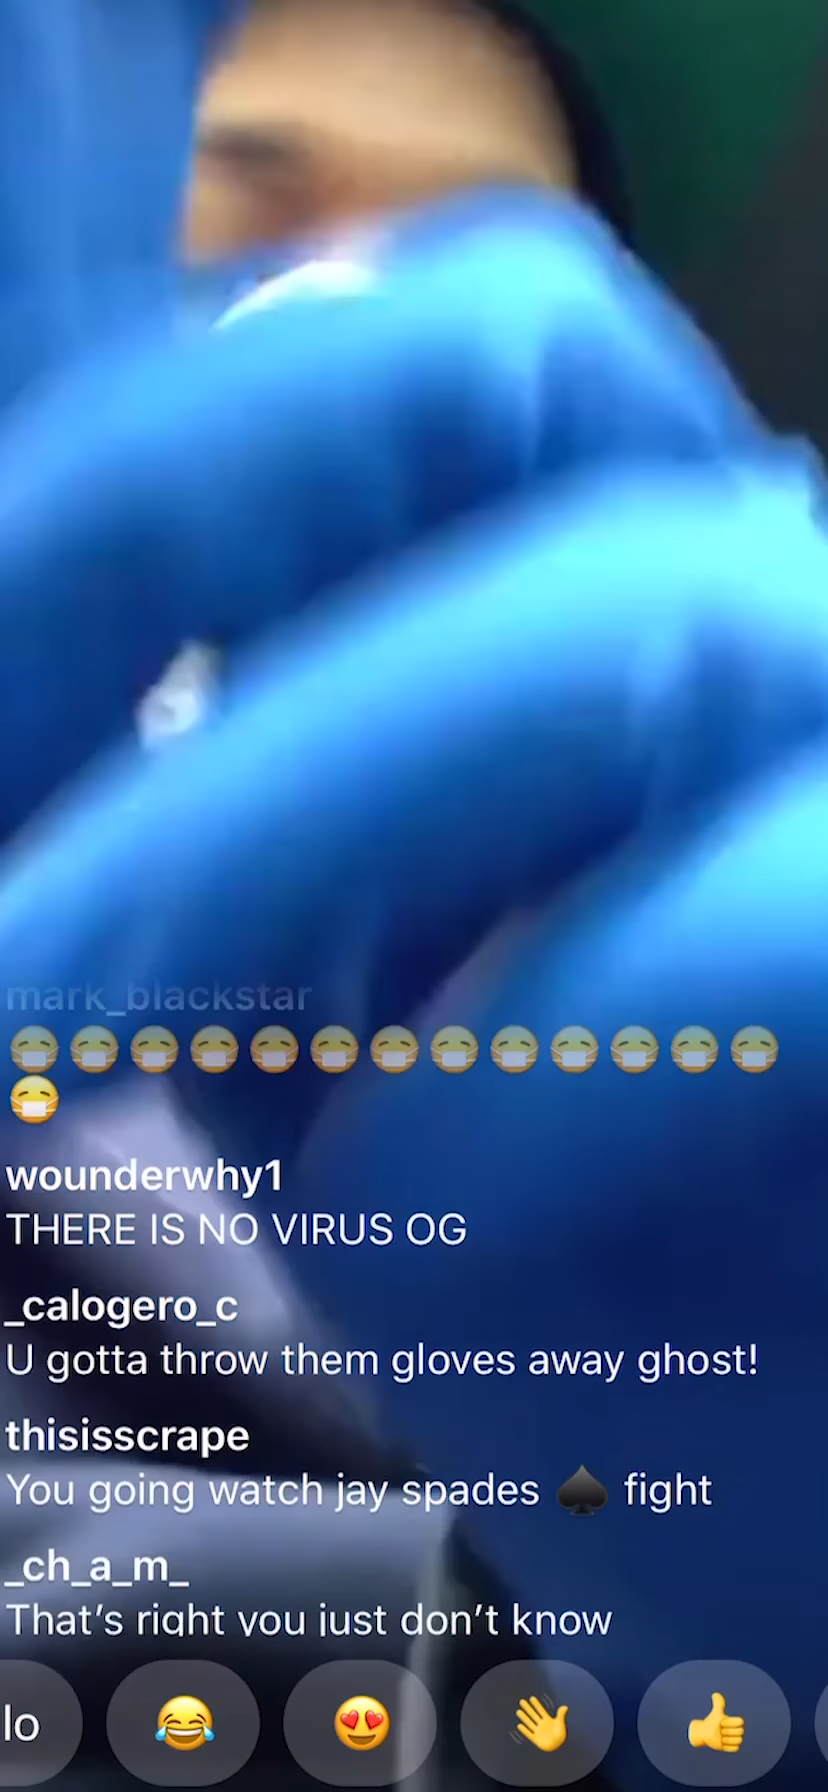 mark_blackstar
😷😷😷😷😷😷😷😷😷😷😷😷😷
😷
wounderwhy1
THERE IS NO VIRUS OG
_calogero_c
U gotta throw them gloves away ghost!
thisisscrape
You going watch jay spades ♠️ fight
_ch_a_m_
That’s right you just don’t know
lo 😂 😍 👋 👍